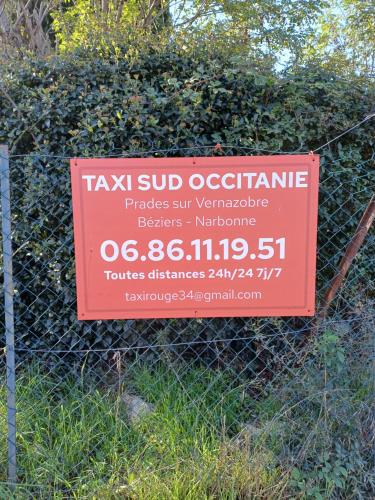 TAXI SUD OCCITANIE
Prades sur Vernazobre
Béziers - Narbonne
06.86.11.19.51
Toutes distances 24h/24 7j/7
taxirouge34@gmail.com